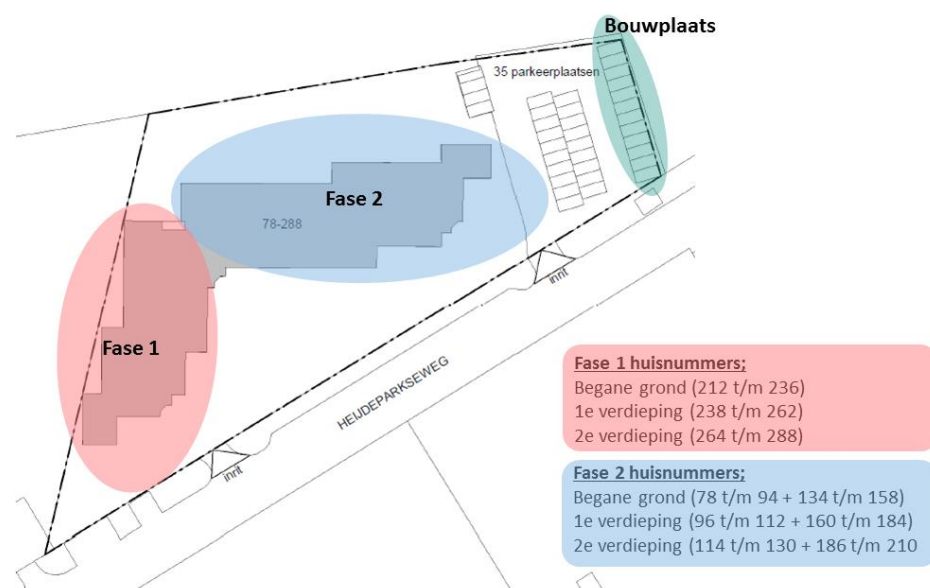 Bouwplaats
35 parkeerplaatsen
Fase 2
78-288
Fase 1
inrit
HEIJDEPARKSEWEG
inrit
Fase 1 huisnummers;
Begane grond (212 t/m 236)
1e verdieping (238 t/m 262)
2e verdieping (264 t/m 288)
Fase 2 huisnummers;
Begane grond (78 t/m 94 + 134 t/m 158)
1e verdieping (96 t/m 112 + 160 t/m 184)
2e verdieping (114 t/m 130 + 186 t/m 210